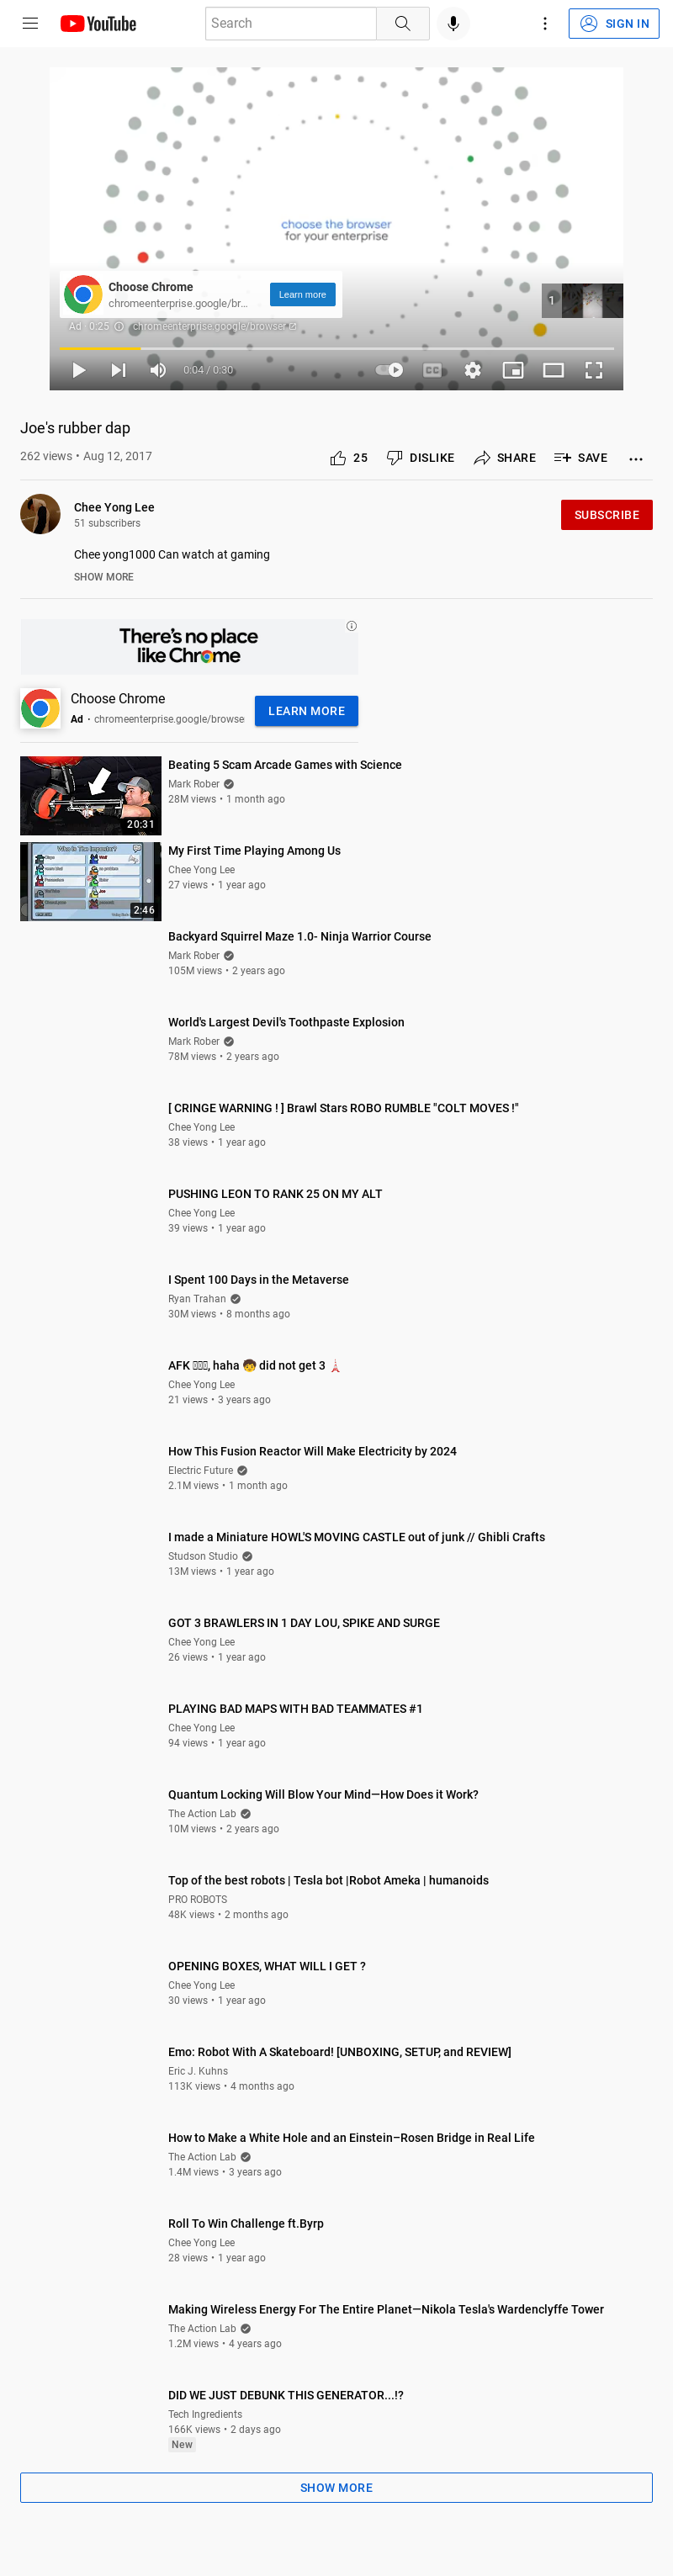 YouTube
Search
SIGN IN
choose the browser
for your enterprise
Choose Chrome
chromeenterprise.google/br...
Learn more
1
Ad · 0:25
chromeenterprise.google/browser
0:04 / 0:30
CC
Joe's rubber dap
262 views • Aug 12, 2017
25
DISLIKE
SHARE
SAVE
Chee Yong Lee
51 subscribers
SUBSCRIBE
Chee yong1000 Can watch at gaming
SHOW MORE
There's no place
like Chrome
Choose Chrome
Ad • chromeenterprise.google/browse
LEARN MORE
20:31
Beating 5 Scam Arcade Games with Science
Mark Rober
28M views • 1 month ago
Who Is The Impostor?
2:46
My First Time Playing Among Us
Chee Yong Lee
27 views • 1 year ago
Backyard Squirrel Maze 1.0- Ninja Warrior Course
Mark Rober
105M views • 2 years ago
World's Largest Devil's Toothpaste Explosion
Mark Rober
78M views • 2 years ago
[ CRINGE WARNING ! ] Brawl Stars ROBO RUMBLE "COLT MOVES !"
Chee Yong Lee
38 views • 1 year ago
PUSHING LEON TO RANK 25 ON MY ALT
Chee Yong Lee
39 views • 1 year ago
I Spent 100 Days in the Metaverse
Ryan Trahan
30M views • 8 months ago
AFK , haha 🧒 did not get 3 🗼
Chee Yong Lee
21 views • 3 years ago
How This Fusion Reactor Will Make Electricity by 2024
Electric Future
2.1M views • 1 month ago
I made a Miniature HOWL'S MOVING CASTLE out of junk // Ghibli Crafts
Studson Studio
13M views • 1 year ago
GOT 3 BRAWLERS IN 1 DAY LOU, SPIKE AND SURGE
Chee Yong Lee
26 views • 1 year ago
PLAYING BAD MAPS WITH BAD TEAMMATES #1
Chee Yong Lee
94 views • 1 year ago
Quantum Locking Will Blow Your Mind—How Does it Work?
The Action Lab
10M views • 2 years ago
Top of the best robots | Tesla bot |Robot Ameka | humanoids
PRO ROBOTS
48K views • 2 months ago
OPENING BOXES, WHAT WILL I GET ?
Chee Yong Lee
30 views • 1 year ago
Emo: Robot With A Skateboard! [UNBOXING, SETUP, and REVIEW]
Eric J. Kuhns
113K views • 4 months ago
How to Make a White Hole and an Einstein–Rosen Bridge in Real Life
The Action Lab
1.4M views • 3 years ago
Roll To Win Challenge ft.Byrp
Chee Yong Lee
28 views • 1 year ago
Making Wireless Energy For The Entire Planet—Nikola Tesla's Wardenclyffe Tower
The Action Lab
1.2M views • 4 years ago
DID WE JUST DEBUNK THIS GENERATOR...!?
Tech Ingredients
166K views • 2 days ago
New
SHOW MORE